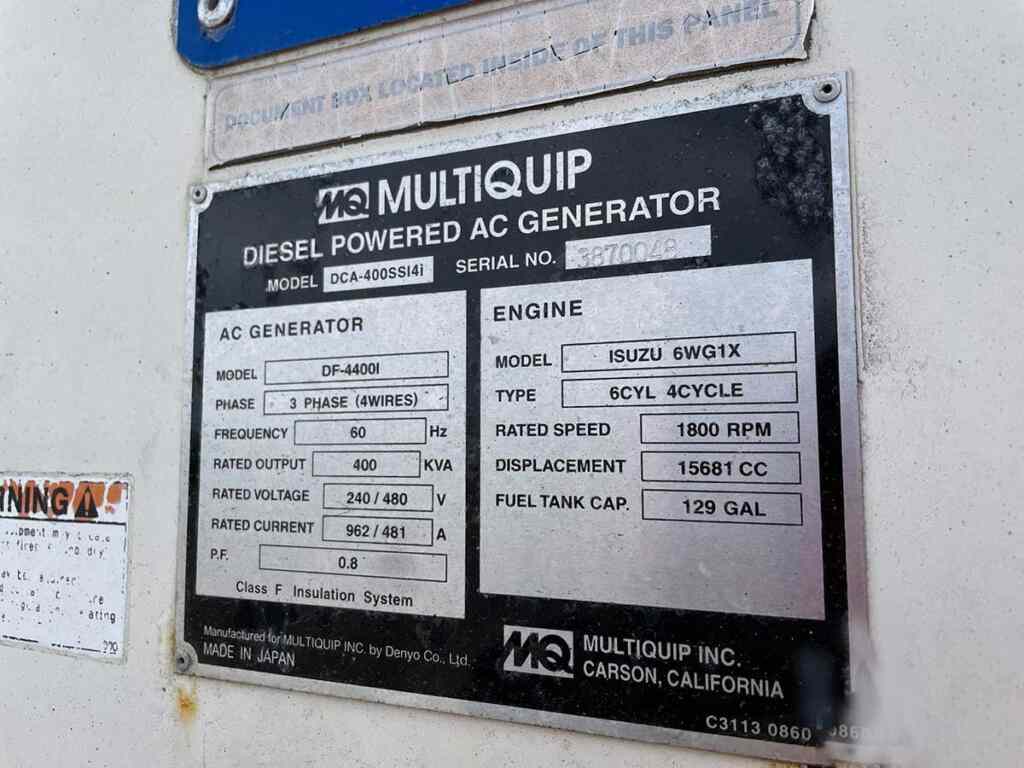 DOCUMENT BOX LOCATED INSIDE OF THIS PANEL
MQ MULTIQUIP
DIESEL POWERED AC GENERATOR
MODEL DCA-400SSI4i SERIAL NO. 3870048
AC GENERATOR
MODEL DF-4400I
PHASE 3 PHASE (4WIRES)
FREQUENCY 60 Hz
RATED OUTPUT 400 KVA
RATED VOLTAGE 240 / 480 V
RATED CURRENT 962 / 481 A
P.F. 0.8
Class F Insulation System
ENGINE
MODEL ISUZU 6WG1X
TYPE 6CYL 4CYCLE
RATED SPEED 1800 RPM
DISPLACEMENT 15681 CC
FUEL TANK CAP. 129 GAL
Manufactured for MULTIQUIP INC. by Denyo Co., Ltd.
MADE IN JAPAN
MQ MULTIQUIP INC.
CARSON, CALIFORNIA
C3113 0860